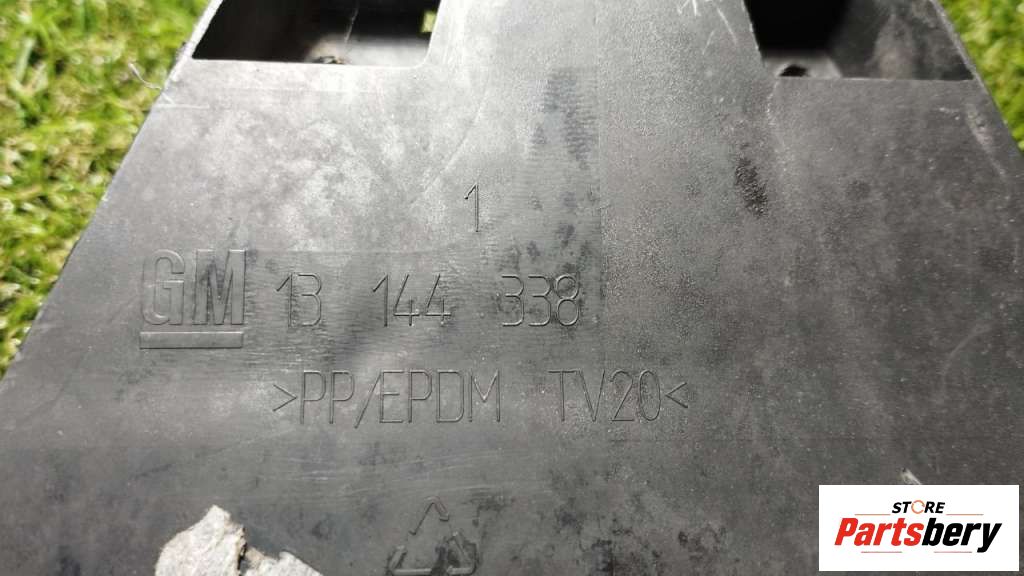 1
GM 13 144 338
>PP/EPDM TV20<
STORE
Partsbery